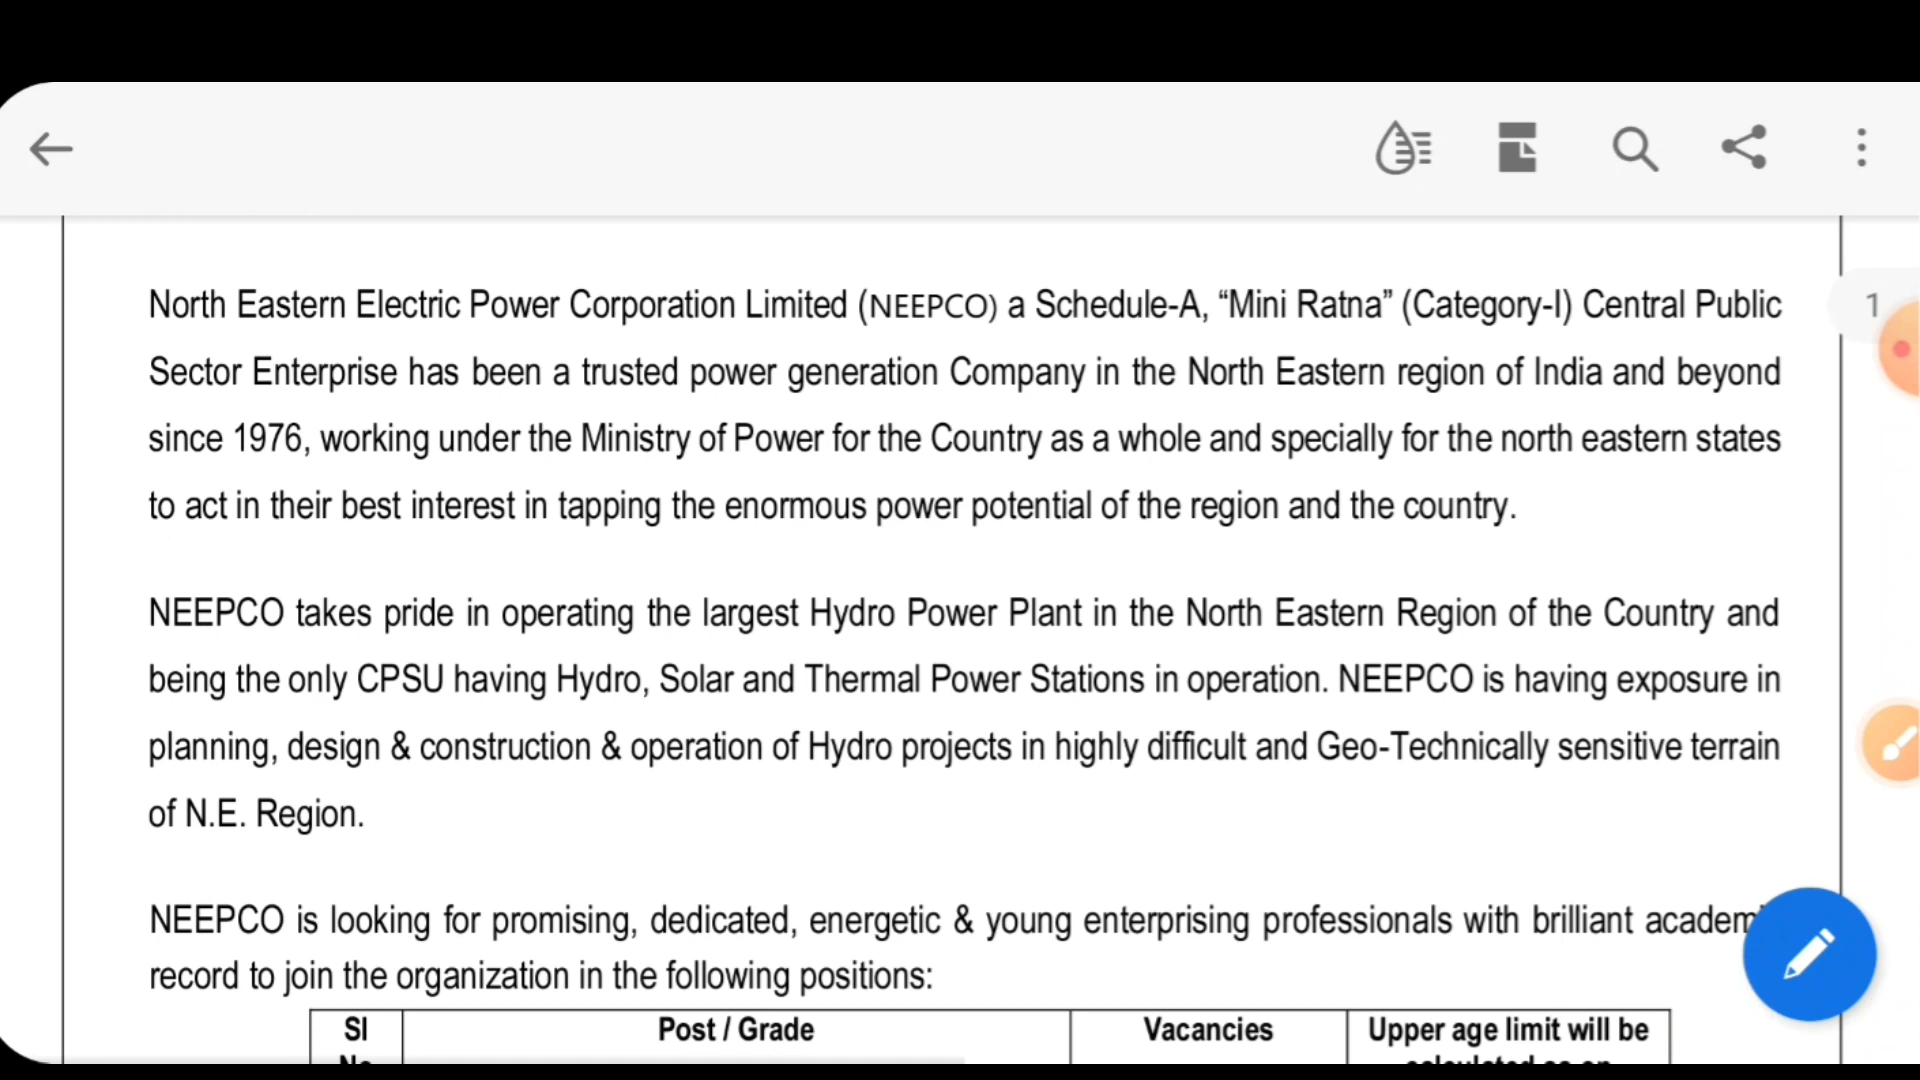 1
North Eastern Electric Power Corporation Limited (NEEPCO) a Schedule-A, “Mini Ratna” (Category-I) Central Public
Sector Enterprise has been a trusted power generation Company in the North Eastern region of India and beyond
since 1976, working under the Ministry of Power for the Country as a whole and specially for the north eastern states
to act in their best interest in tapping the enormous power potential of the region and the country.
NEEPCO takes pride in operating the largest Hydro Power Plant in the North Eastern Region of the Country and
being the only CPSU having Hydro, Solar and Thermal Power Stations in operation. NEEPCO is having exposure in
planning, design & construction & operation of Hydro projects in highly difficult and Geo-Technically sensitive terrain
of N.E. Region.
NEEPCO is looking for promising, dedicated, energetic & young enterprising professionals with brilliant
record to join the organization in the following positions:
Sl Post / Grade Vacancies Upper age limit will be